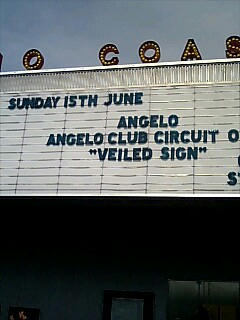 O COAS
SUNDAY 15TH JUNE
ANGELO
ANGELO CLUB CIRCUIT O
"VEILED SIGN"